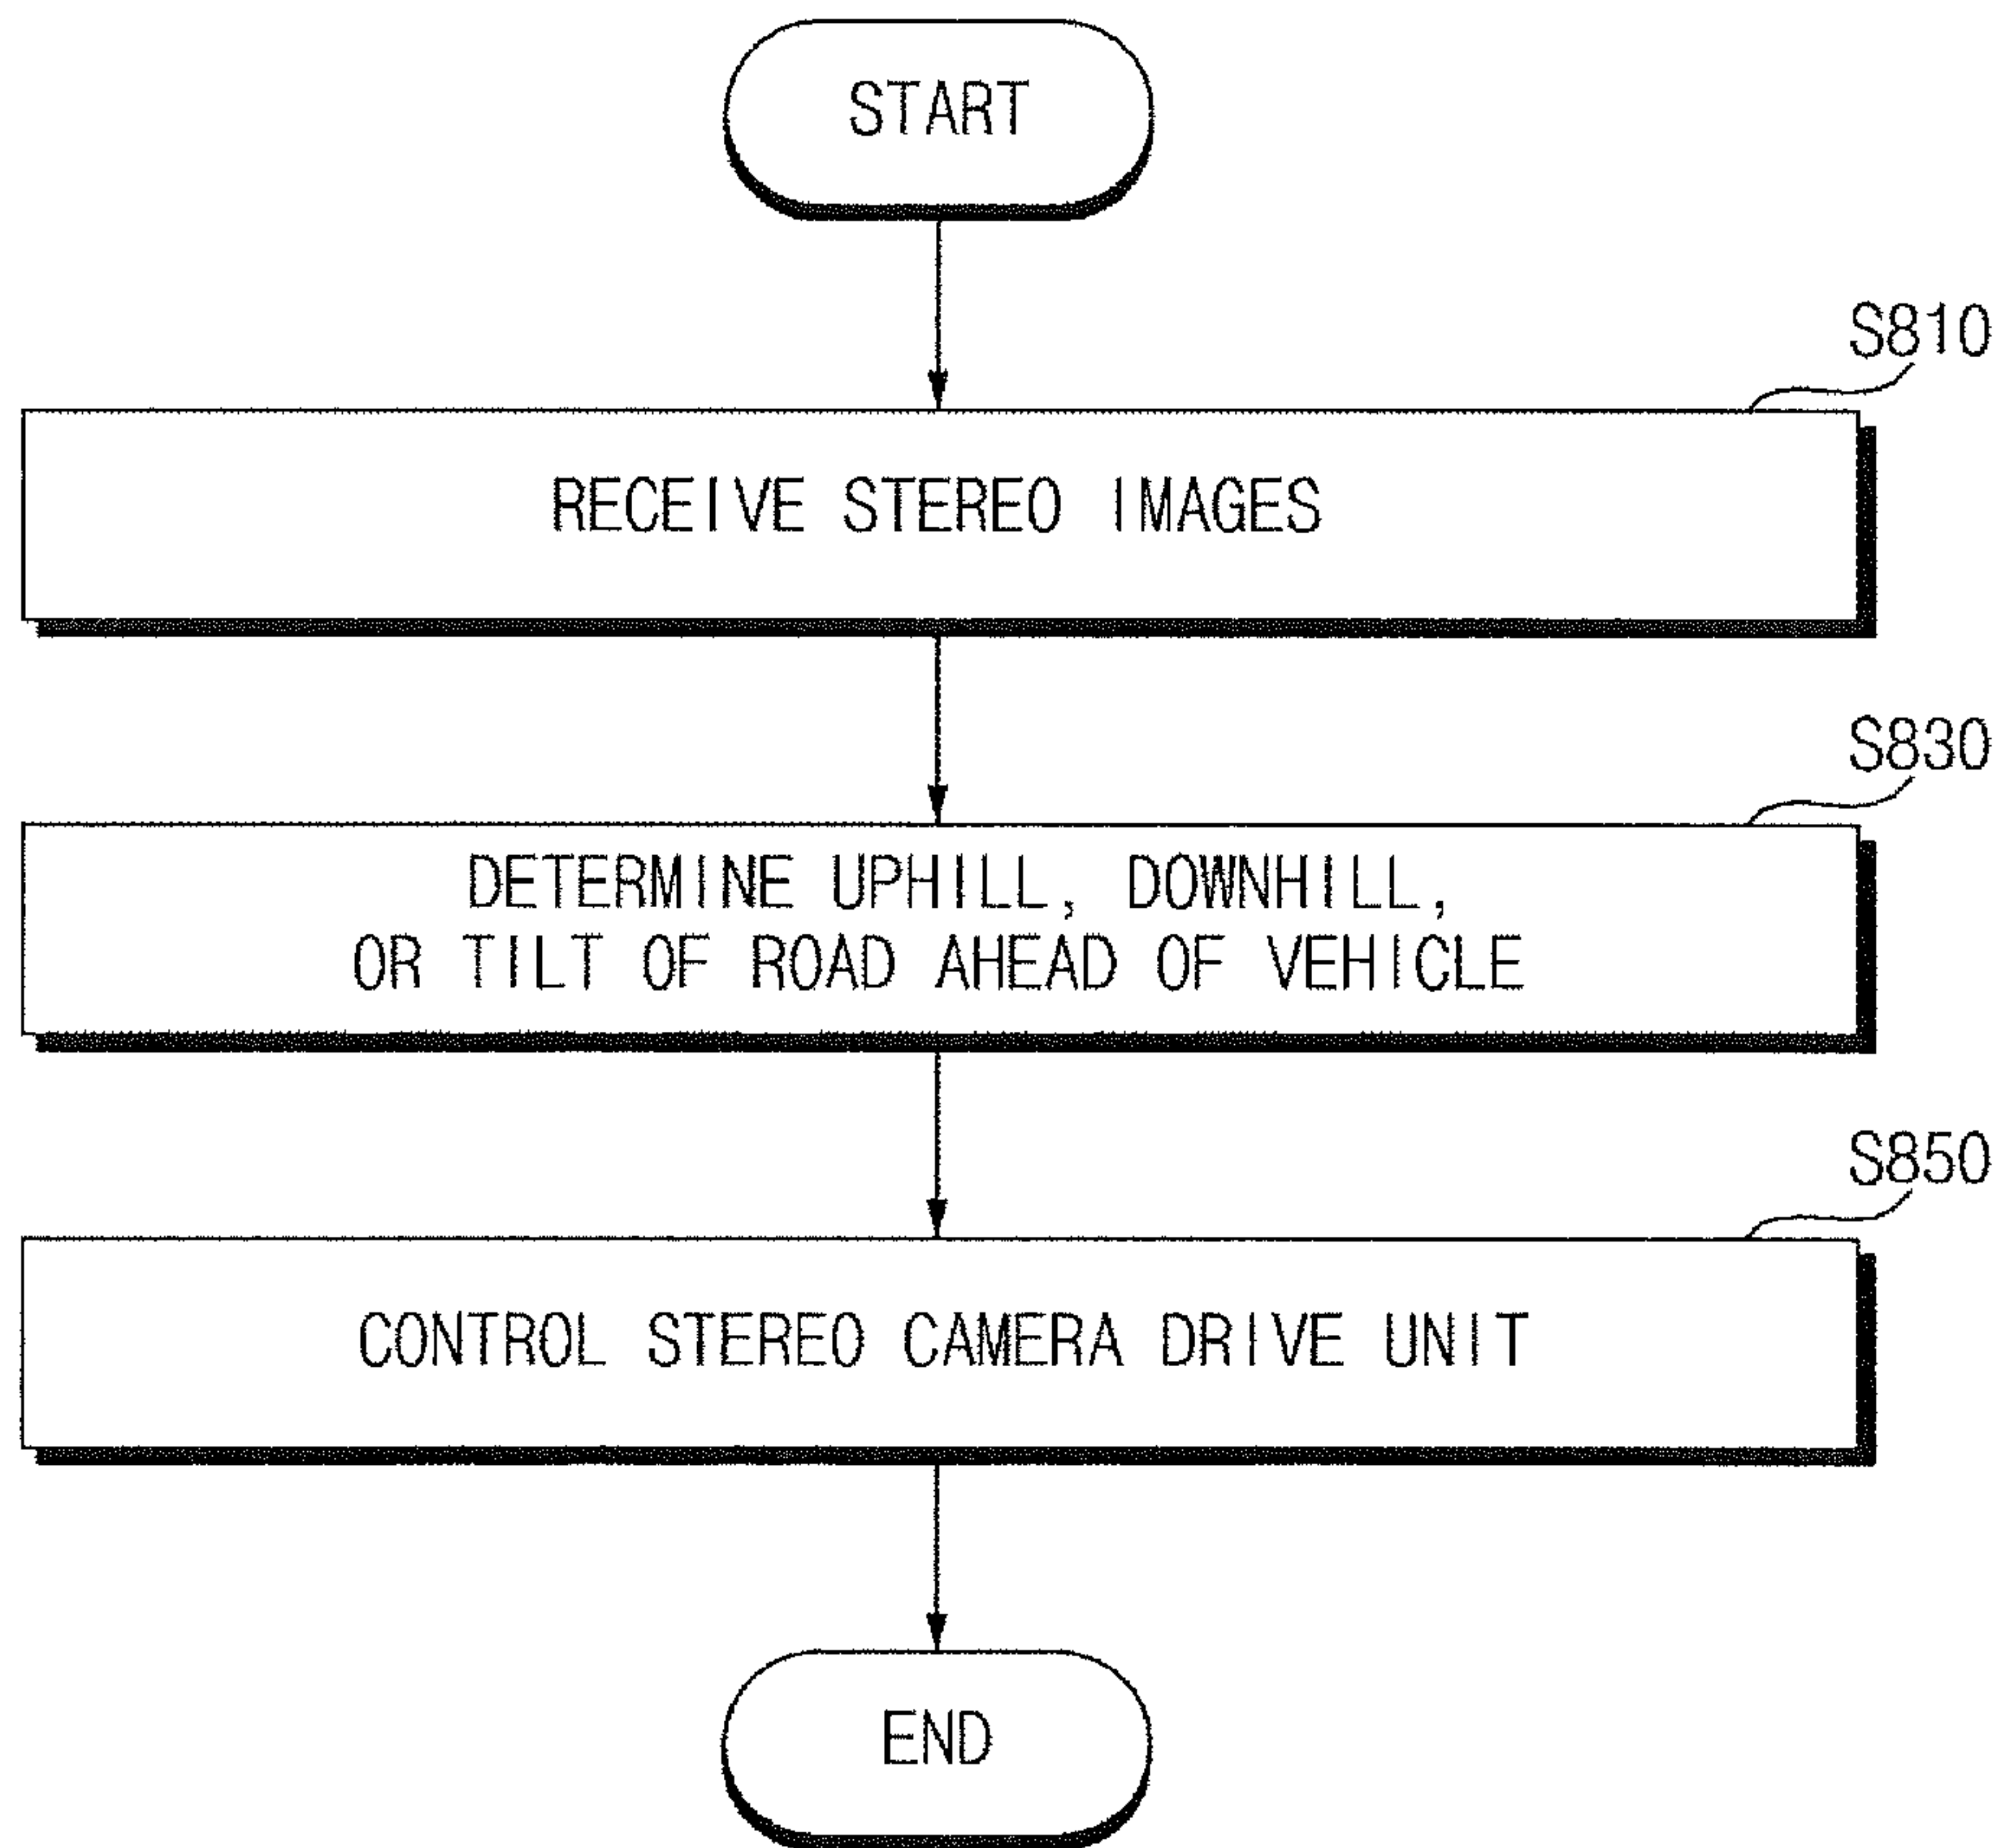 START
S810
RECEIVE STEREO IMAGES
S830
DETERMINE UPHILL, DOWNHILL,
OR TILT OF ROAD AHEAD OF VEHICLE
S850
CONTROL STEREO CAMERA DRIVE UNIT
END